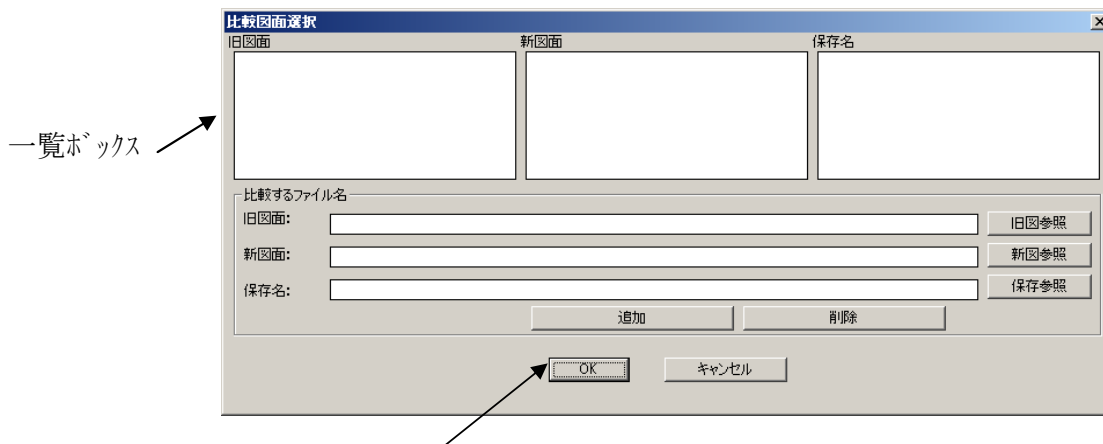 比較図面選択
旧図面 新図面 保存名
一覧ボックス
比較するファイル名
旧図面: 旧図参照
新図面: 新図参照
保存名: 保存参照
追加 削除
OK キャンセル